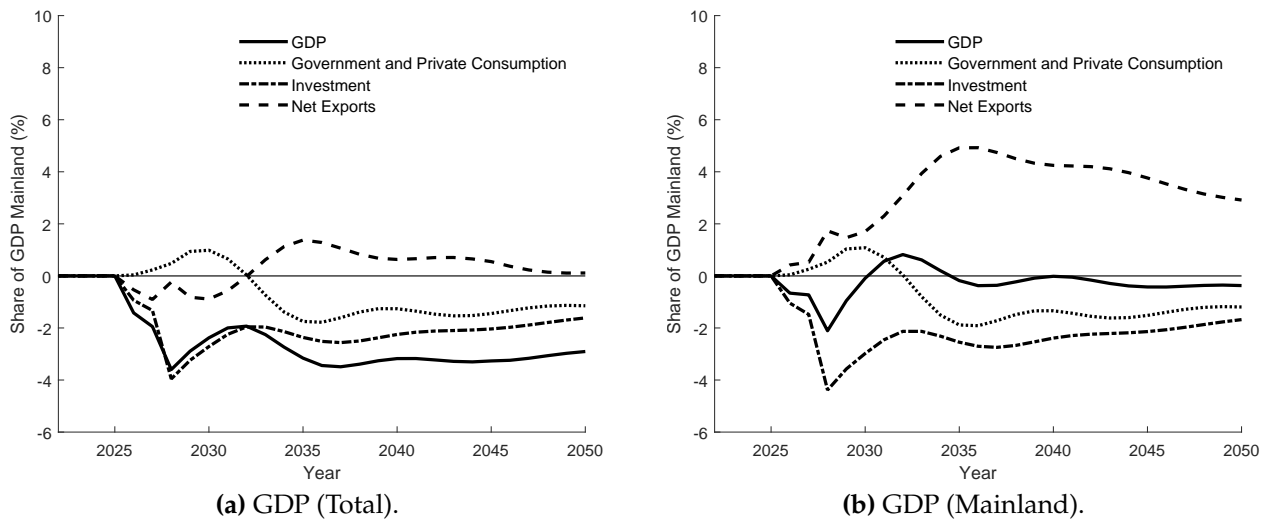 10
8
6
4
2
0
-2
-4
-6
Share of GDP Mainland (%)
GDP
Government and Private Consumption
Investment
Net Exports
2025 2030 2035 2040 2045 2050
Year
(a) GDP (Total).
10
8
6
4
2
0
-2
-4
-6
Share of GDP Mainland (%)
GDP
Government and Private Consumption
Investment
Net Exports
2025 2030 2035 2040 2045 2050
Year
(b) GDP (Mainland).